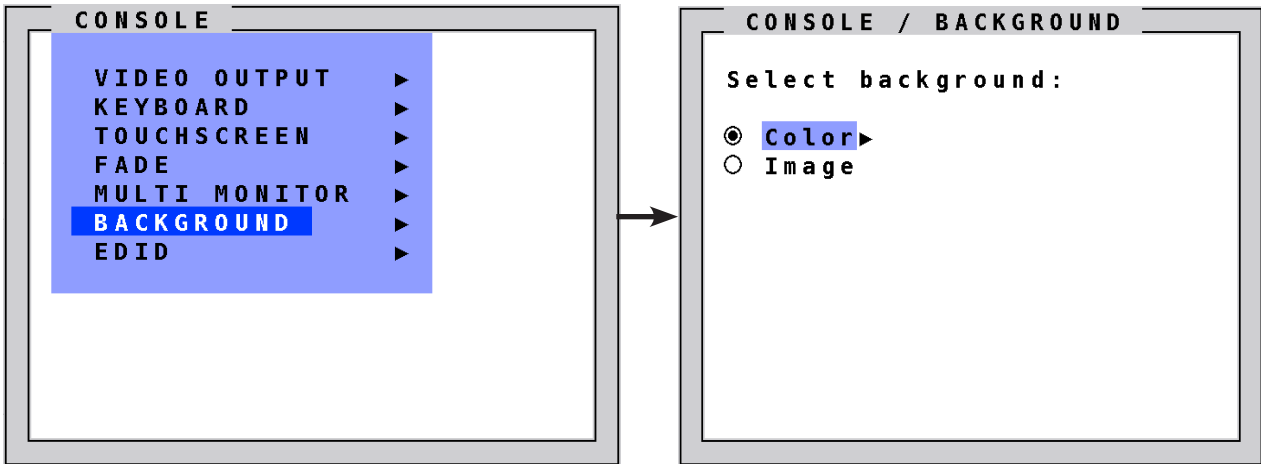 CONSOLE
VIDEO OUTPUT
KEYBOARD
TOUCHSCREEN
FADE
MULTI MONITOR
BACKGROUND
EDID
CONSOLE / BACKGROUND
Select background:
Color
Image